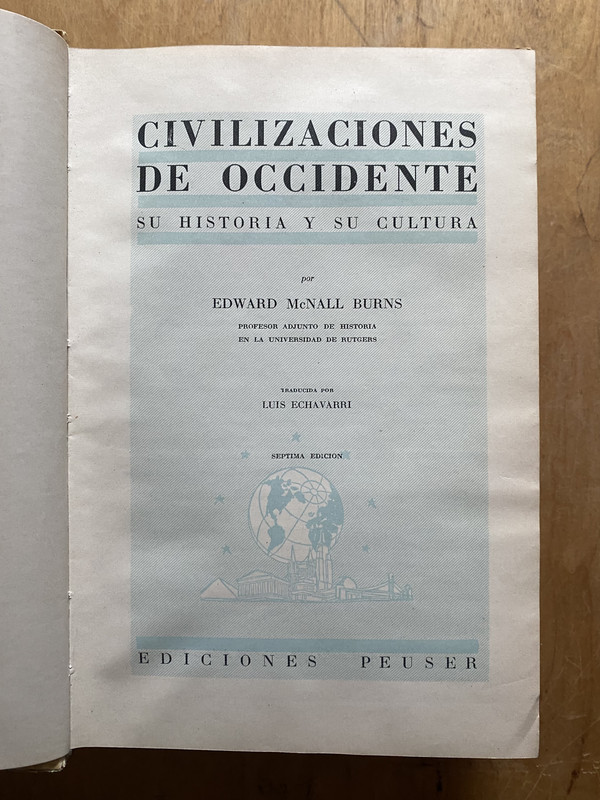 CIVILIZACIONES
DE OCCIDENTE
SU HISTORIA Y SU CULTURA
por
EDWARD McNALL BURNS
PROFESOR ADJUNTO DE HISTORIA
EN LA UNIVERSIDAD DE RUTGERS
TRADUCIDA POR
LUIS ECHAVARRI
SEPTIMA EDICION
EDICIONES PEUSER